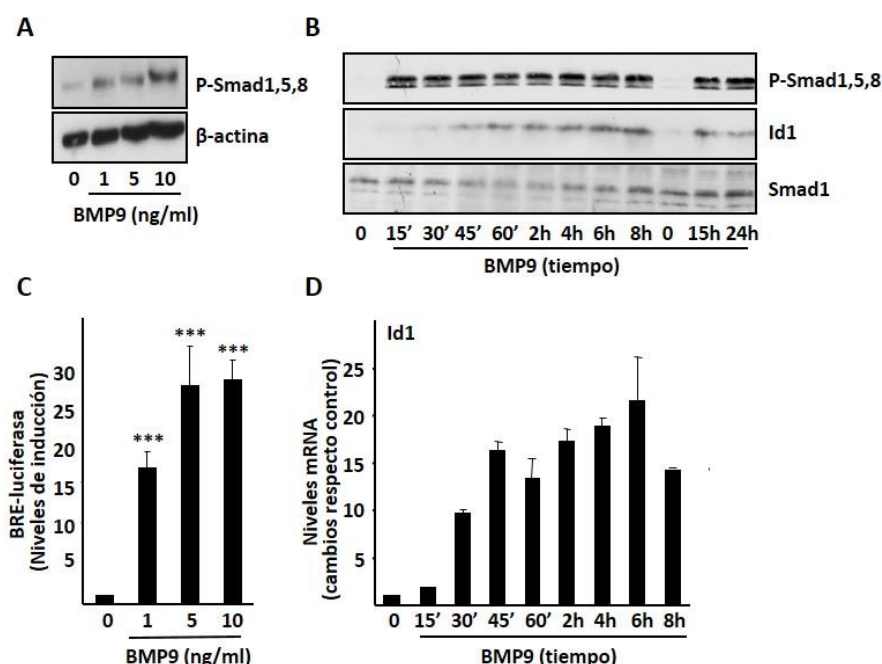 A
P-Smad1,5,8
β-actina
0 1 5 10
BMP9 (ng/ml)
B
P-Smad1,5,8
Id1
Smad1
0 15’ 30’ 45’ 60’ 2h 4h 6h 8h 0 15h 24h
BMP9 (tiempo)
C
BRE-luciferasa
(Niveles de inducción)
30
25
20
15
10
5
***
***
***
0 1 5 10
BMP9 (ng/ml)
D
Id1
Niveles mRNA
(cambios respecto control)
25
20
15
10
5
0 15’ 30’ 45’ 60’ 2h 4h 6h 8h
BMP9 (tiempo)